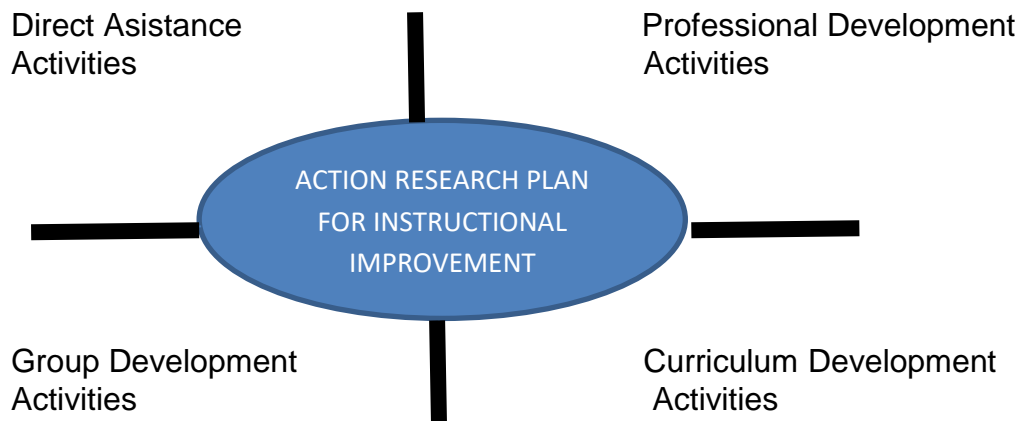 Direct Asistance
Activities
Professional Development
Activities
ACTION RESEARCH PLAN
FOR INSTRUCTIONAL
IMPROVEMENT
Group Development
Activities
Curriculum Development
Activities